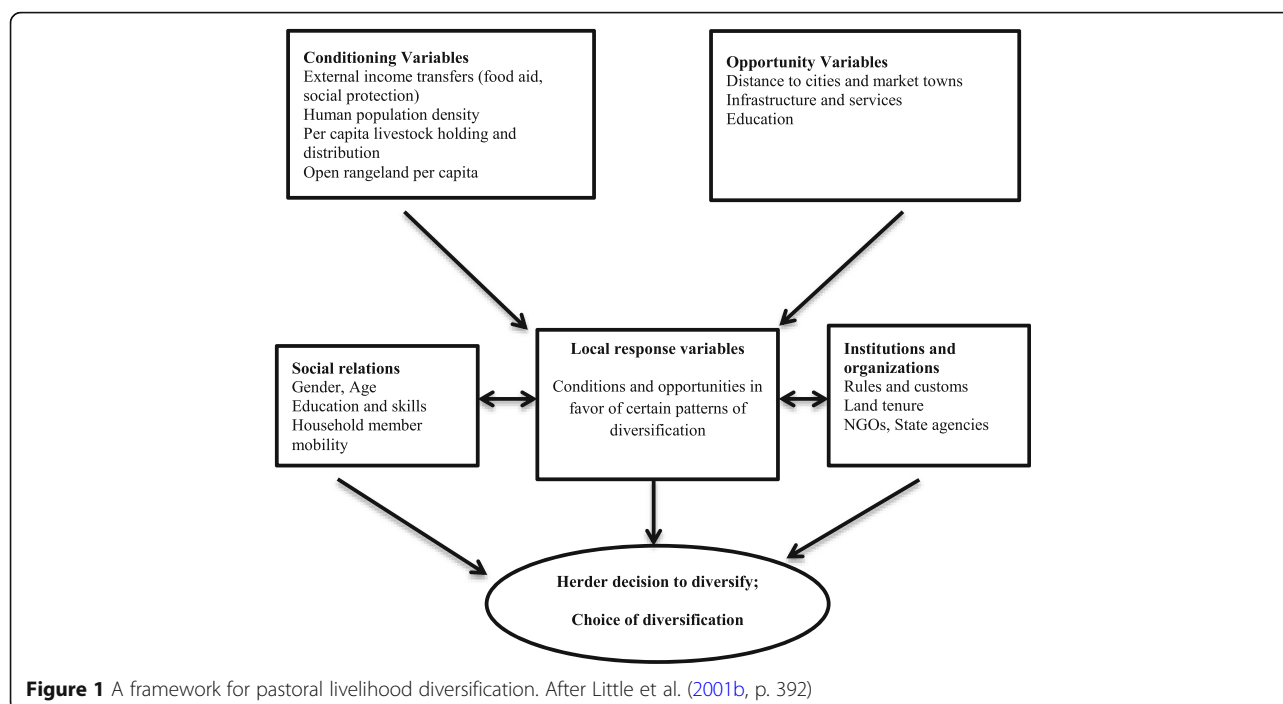 Conditioning Variables
External income transfers (food aid,
social protection)
Human population density
Per capita livestock holding and
distribution
Open rangeland per capita
Opportunity Variables
Distance to cities and market towns
Infrastructure and services
Education
Social relations
Gender, Age
Education and skills
Household member
mobility
Local response variables
Conditions and opportunities in
favor of certain patterns of
diversification
Institutions and
organizations
Rules and customs
Land tenure
NGOs, State agencies
Herder decision to diversify;
Choice of diversification
Figure 1 A framework for pastoral livelihood diversification. After Little et al. (2001b, p. 392)